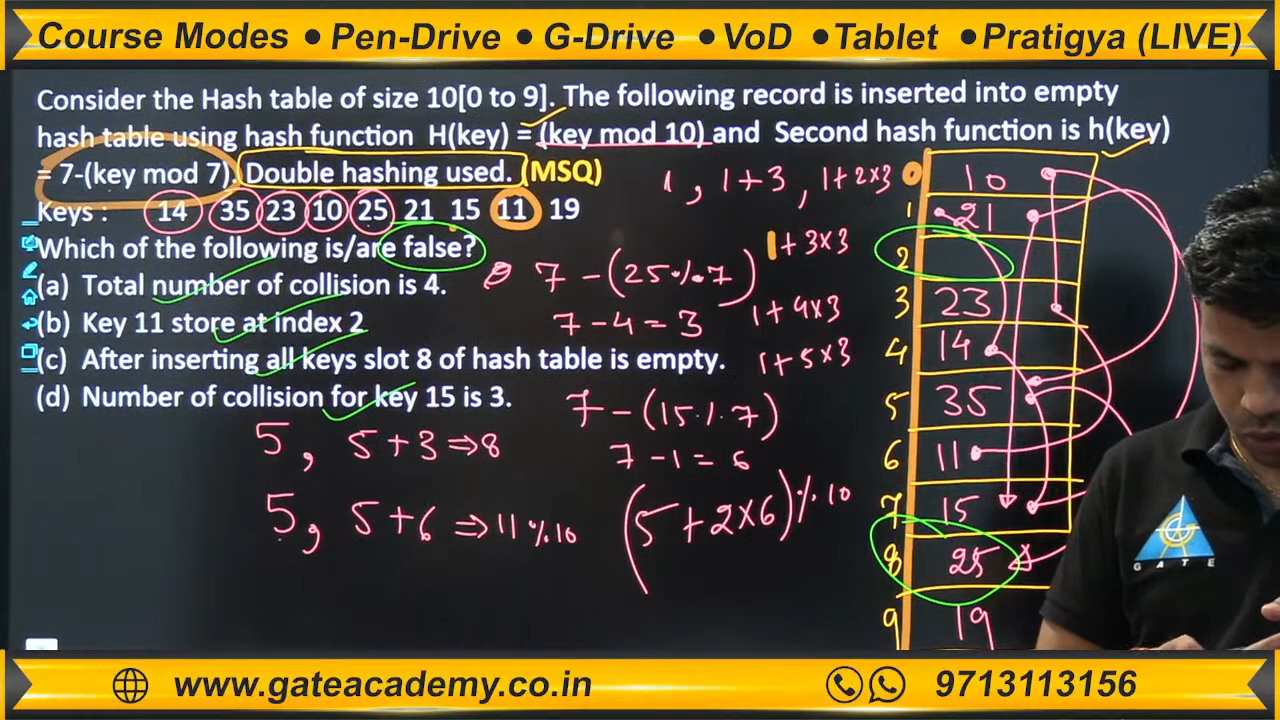 Course Modes • Pen-Drive • G-Drive • VoD • Tablet • Pratigya (LIVE)
Consider the Hash table of size 10[0 to 9]. The following record is inserted into empty
hash table using hash function H(key) = (key mod 10) and Second hash function is h(key)
= 7-(key mod 7). Double hashing used. (MSQ)
Keys : 14 35 23 10 25 21 15 11 19
Which of the following is/are false?
(a) Total number of collision is 4.
(b) Key 11 store at index 2
(c) After inserting all keys slot 8 of hash table is empty.
(d) Number of collision for key 15 is 3.
1, 1+3, 1+2×3
1+3×3
1+4×3
1+5×3
7-(25%7)
7-4=3
7-(15%7)
7-1=6
5, 5+3⇒8
5, 5+6⇒11%10
(5+2×6)%10
0 10
1 21
2
3 23
4 14
5 35
6 11
7 15
8 25
9 19
GATE
www.gateacademy.co.in
9713113156